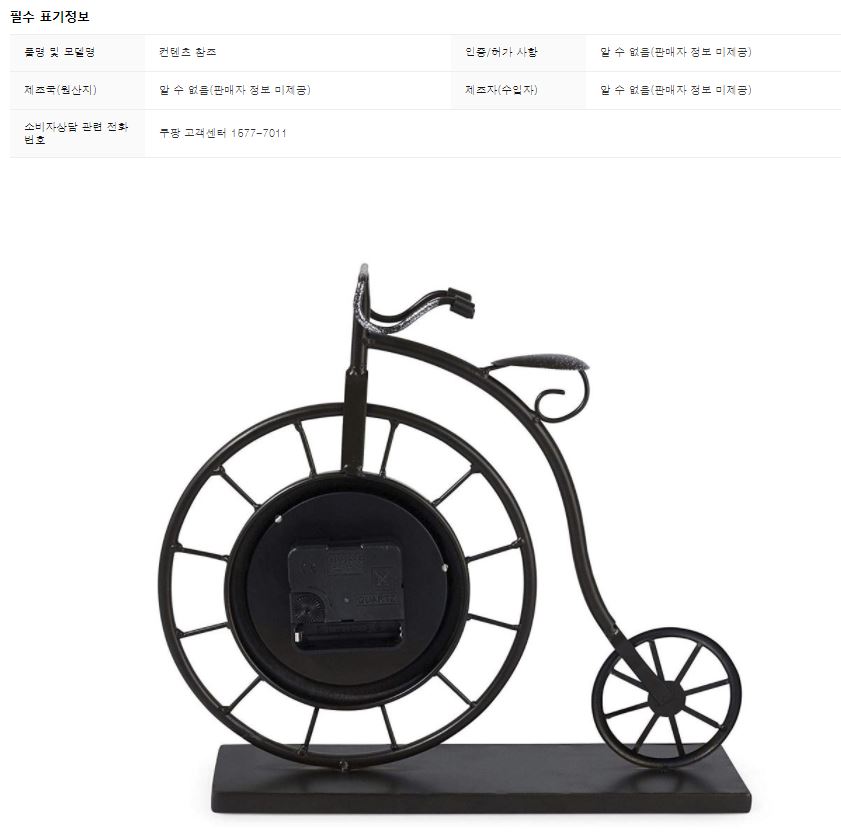 필수 표기정보
품명 및 모델명 컨텐츠 참조 인증/허가 사항 알 수 없음(판매자 정보 미제공)
제조국(원산지) 알 수 없음(판매자 정보 미제공) 제조자(수입자) 알 수 없음(판매자 정보 미제공)
소비자상담 관련 전화
번호 쿠팡 고객센터 1577-7011
QUARTZ